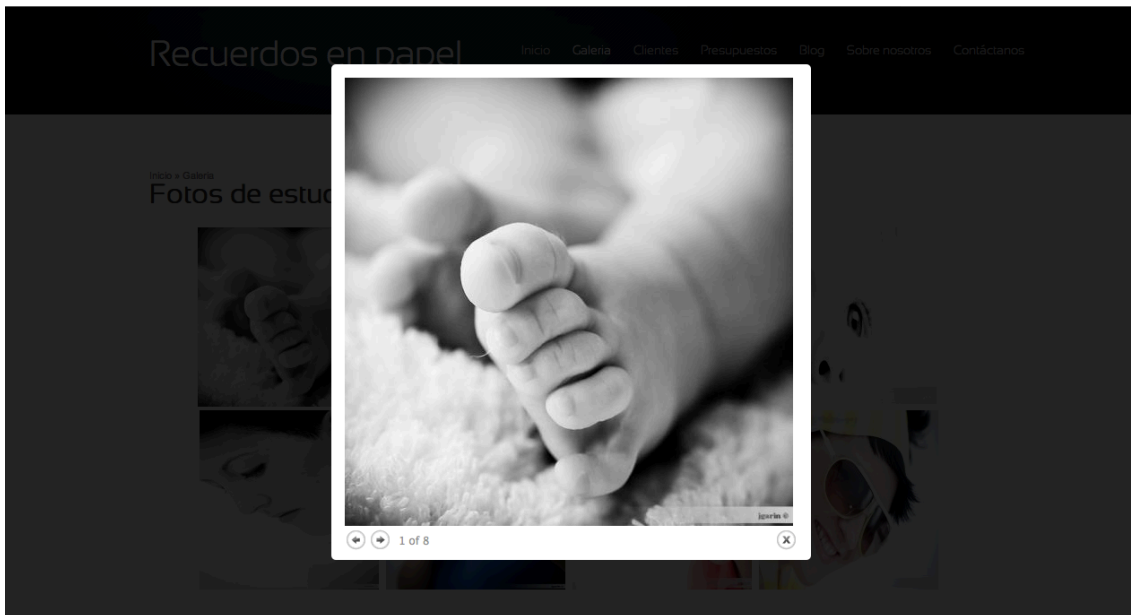 Recuerdos en papel
Inicio Galeria Clientes Presupuestos Blog Sobre nosotros Contáctanos
Inicio » Galeria
Fotos de estud
jgarin ©
1 of 8